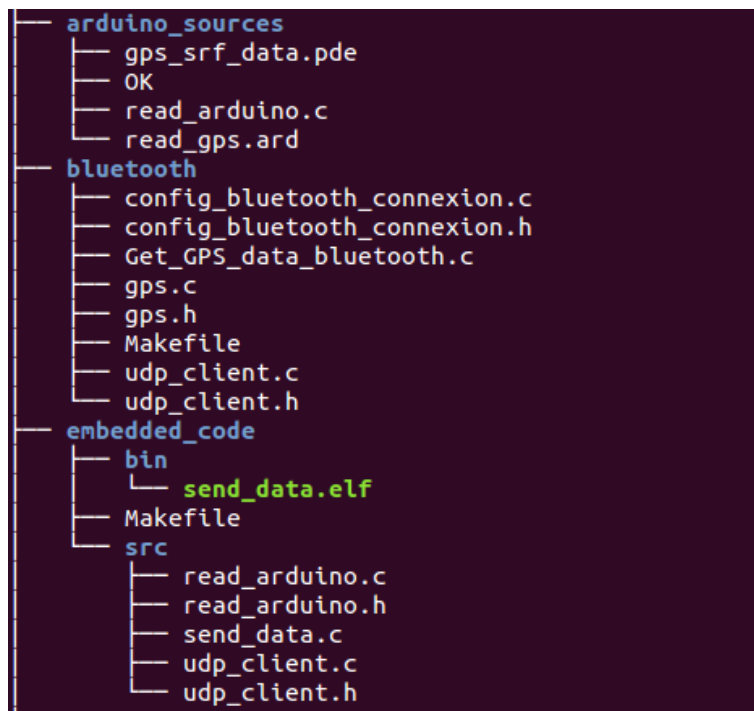 ├── arduino_sources
│   ├── gps_srf_data.pde
│   ├── OK
│   ├── read_arduino.c
│   └── read_gps.ard
├── bluetooth
│   ├── config_bluetooth_connexion.c
│   ├── config_bluetooth_connexion.h
│   ├── Get_GPS_data_bluetooth.c
│   ├── gps.c
│   ├── gps.h
│   ├── Makefile
│   ├── udp_client.c
│   └── udp_client.h
├── embedded_code
│   ├── bin
│   │   └── send_data.elf
│   ├── Makefile
│   └── src
│       ├── read_arduino.c
│       ├── read_arduino.h
│       ├── send_data.c
│       ├── udp_client.c
│       └── udp_client.h